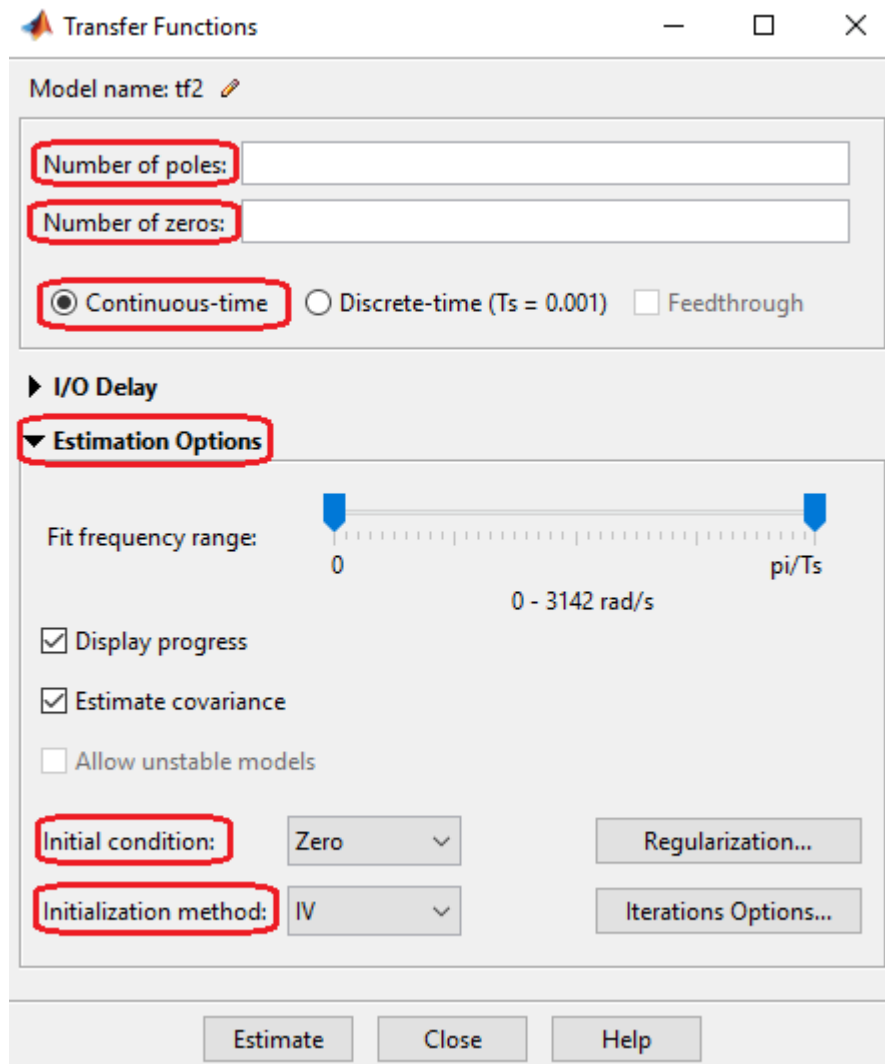 Transfer Functions
Model name: tf2
Number of poles:
Number of zeros:
Continuous-time Discrete-time (Ts = 0.001) Feedthrough
I/O Delay
Estimation Options
Fit frequency range:
0 pi/Ts
0 - 3142 rad/s
Display progress
Estimate covariance
Allow unstable models
Initial condition: Zero Regularization...
Initialization method: IV Iterations Options...
Estimate Close Help